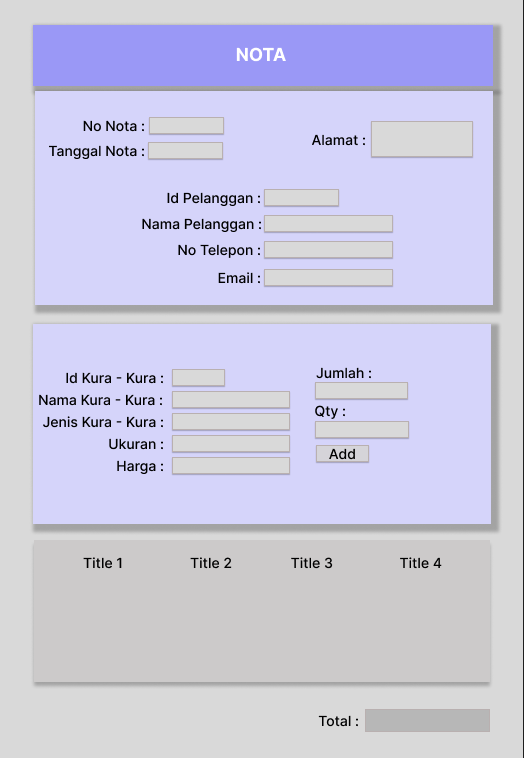 NOTA
No Nota :
Tanggal Nota :
Alamat :
Id Pelanggan :
Nama Pelanggan :
No Telepon :
Email :
Id Kura - Kura :
Nama Kura - Kura :
Jenis Kura - Kura :
Ukuran :
Harga :
Jumlah :
Qty :
Add
Title 1 Title 2 Title 3 Title 4
Total :